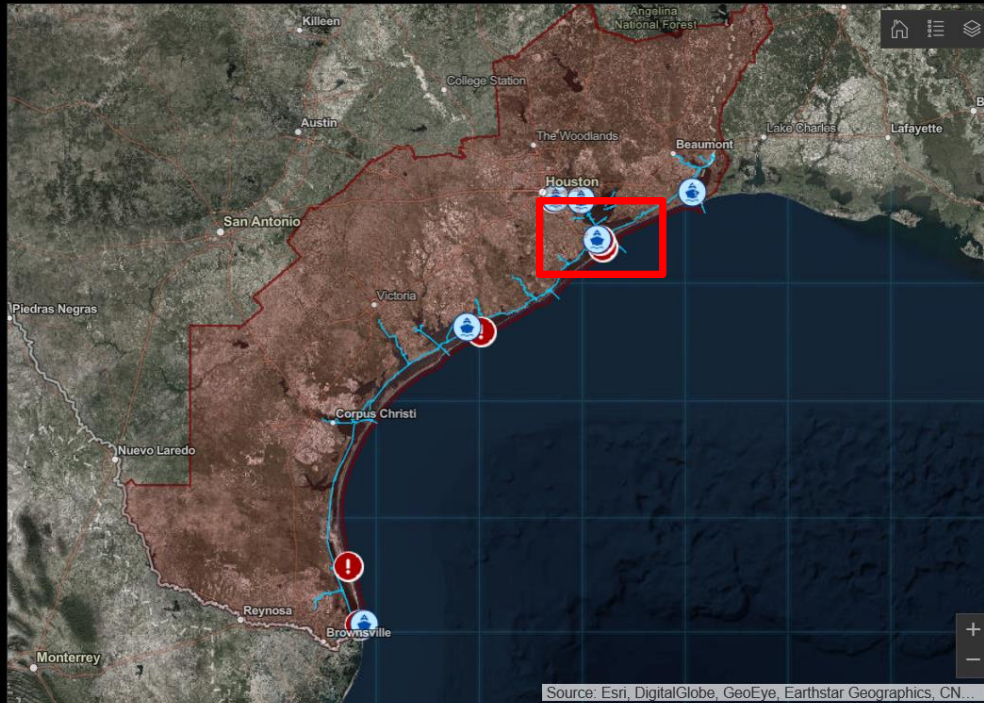 Killeen
Angelina
National Forest
College Station
Austin
The Woodlands
Beaumont
Lake Charles
Lafayette
B
Houston
San Antonio
Victoria
Piedras Negras
!
Corpus Christi
Nuevo Laredo
!
Reynosa
Brownsville
Monterrey
+
−
Source: Esri, DigitalGlobe, GeoEye, Earthstar Geographics, CN...